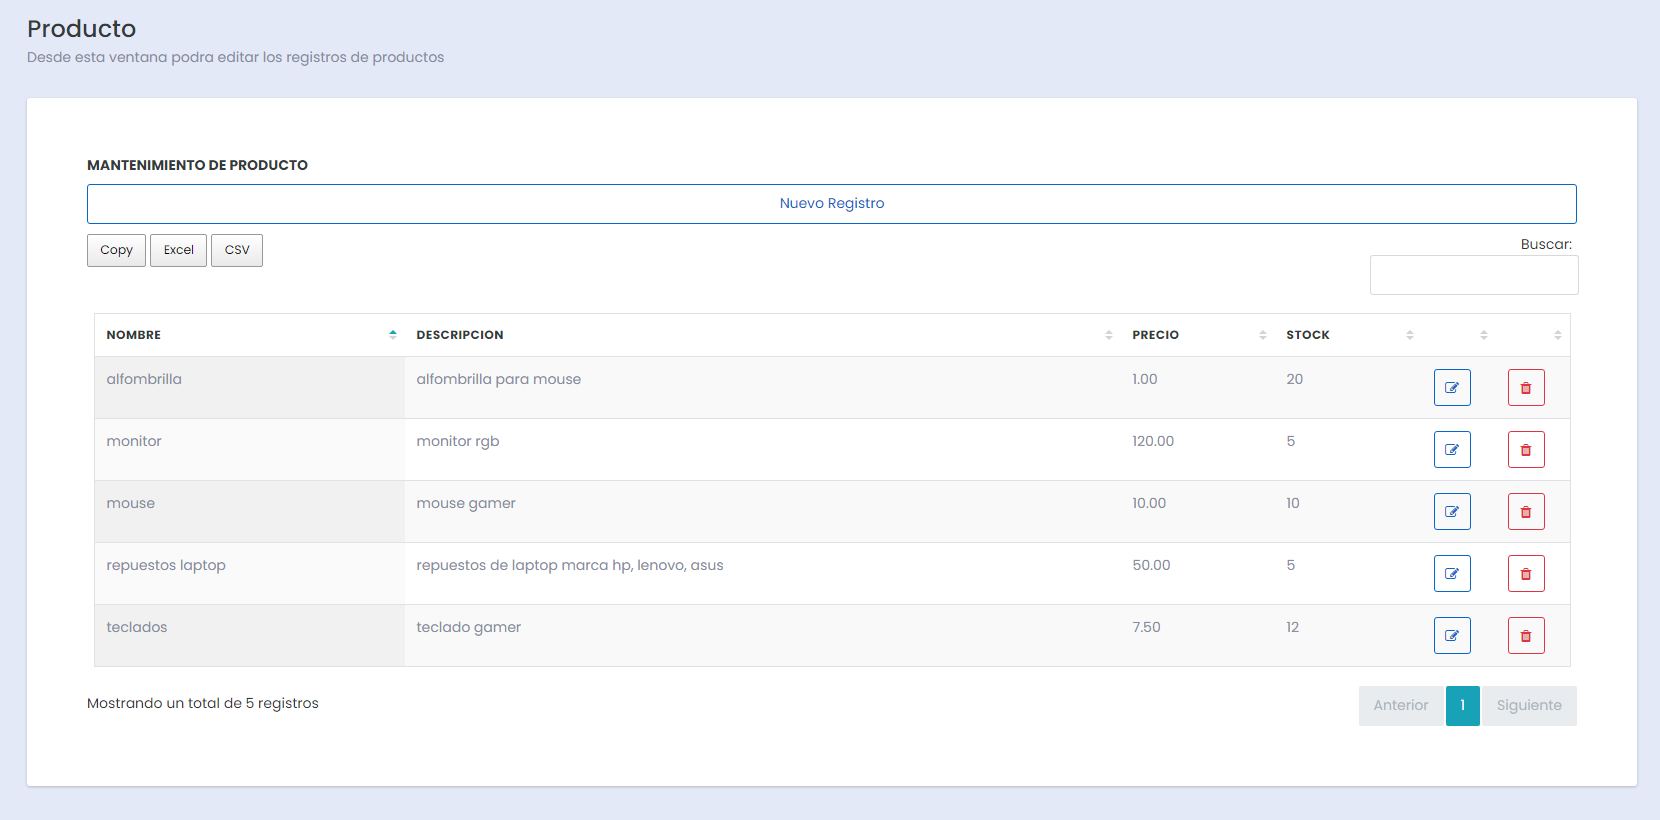 Producto
Desde esta ventana podra editar los registros de productos
MANTENIMIENTO DE PRODUCTO
Nuevo Registro
Copy Excel CSV
Buscar:
NOMBRE DESCRIPCION PRECIO STOCK
alfombrilla alfombrilla para mouse 1.00 20
monitor monitor rgb 120.00 5
mouse mouse gamer 10.00 10
repuestos laptop repuestos de laptop marca hp, lenovo, asus 50.00 5
teclados teclado gamer 7.50 12
Mostrando un total de 5 registros
Anterior 1 Siguiente